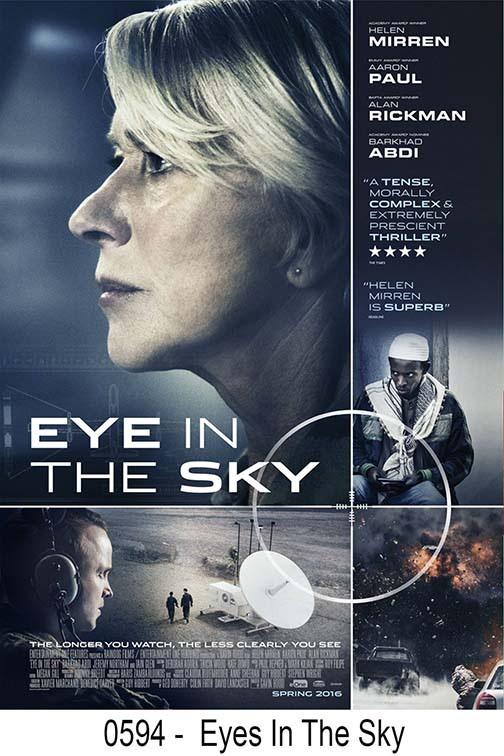 ACADEMY AWARD WINNER
HELEN
MIRREN
EMMY AWARD WINNER
AARON
PAUL
BAFTA AWARD WINNER
ALAN
RICKMAN
ACADEMY AWARD NOMINEE
BARKHAD
ABDI
"A TENSE,
MORALLY
COMPLEX &
EXTREMELY
PRESCIENT
THRILLER"
THE TIMES
"HELEN
MIRREN
IS SUPERB"
DEADLINE
EYE IN
THE SKY
THE LONGER YOU WATCH, THE LESS CLEARLY YOU SEE
SPRING 2016
0594 - Eyes In The Sky